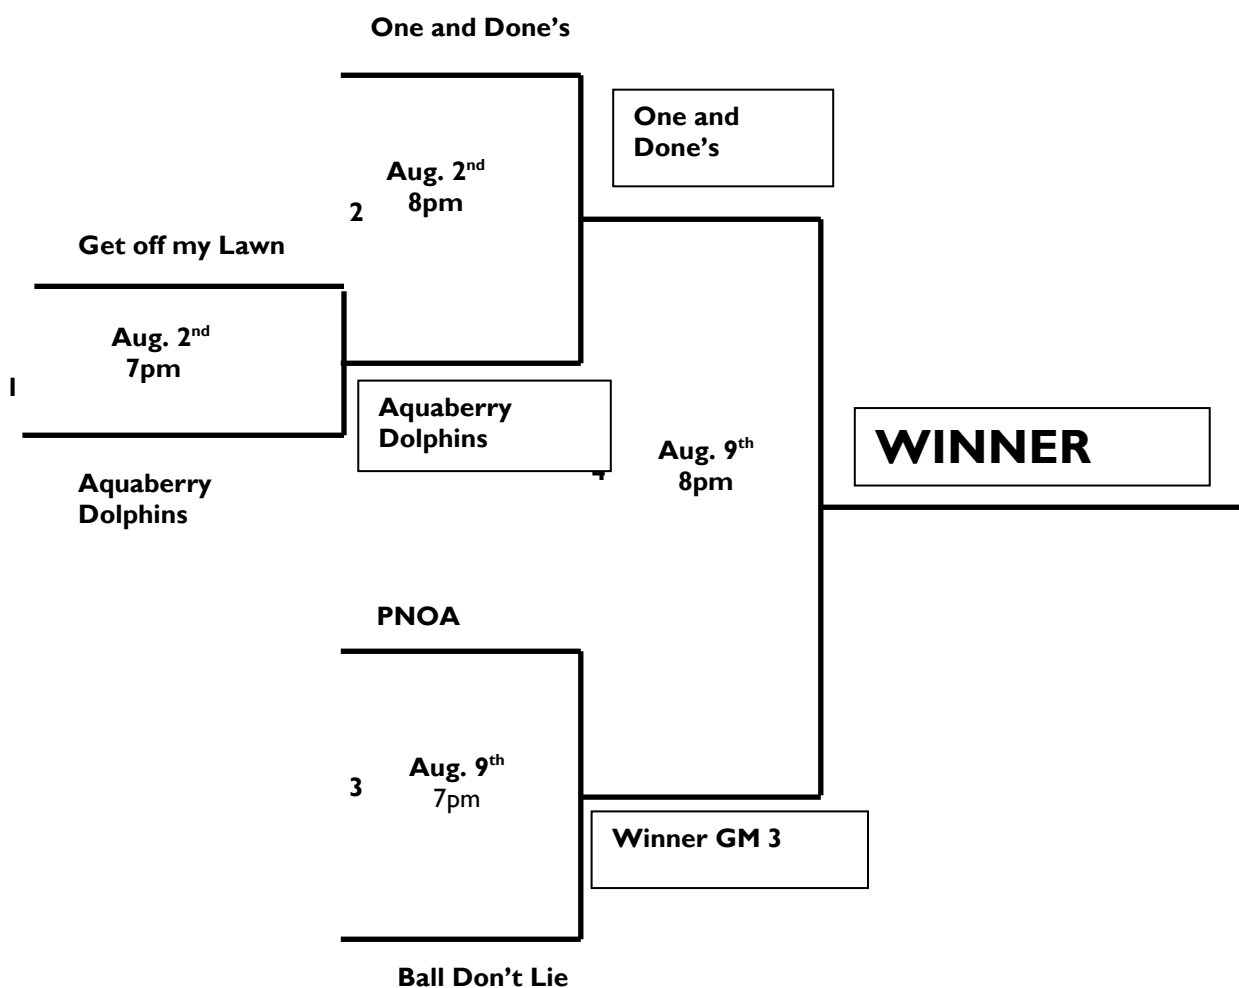 One and Done’s
One and
Done’s
Aug. 2nd
8pm
2
Get off my Lawn
Aug. 2nd
7pm
1
Aquaberry
Dolphins
Aquaberry
Dolphins
4
Aug. 9th
8pm
WINNER
PNOA
Aug. 9th
7pm
3
Winner GM 3
Ball Don’t Lie